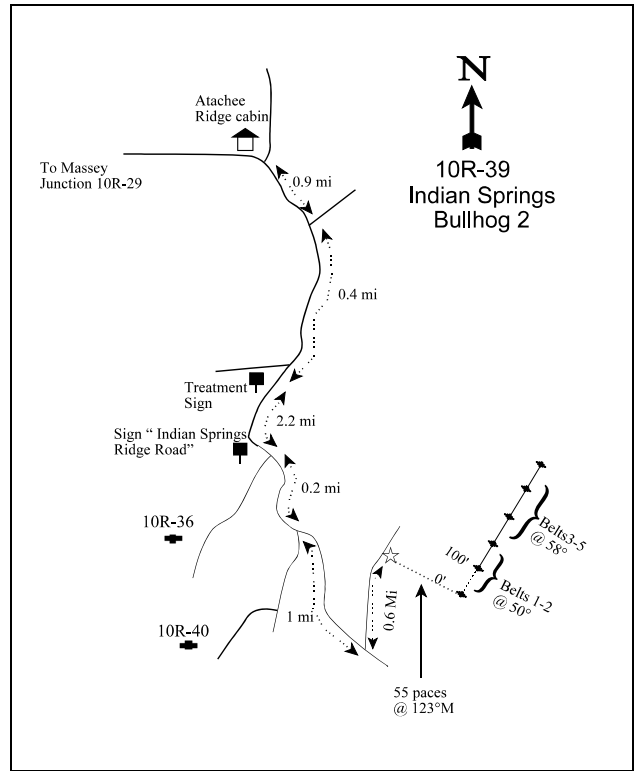 N
10R-39
Indian Springs
Bullhog 2
Atachee
Ridge cabin
To Massey
Junction 10R-29
0.9 mi
0.4 mi
Treatment
Sign
2.2 mi
Sign “ Indian Springs
Ridge Road”
0.2 mi
10R-36
Belts3-5
@ 58°
100'
0'
Belts 1-2
@ 50°
0.6 Mi
1 mi
10R-40
55 paces
@ 123°M